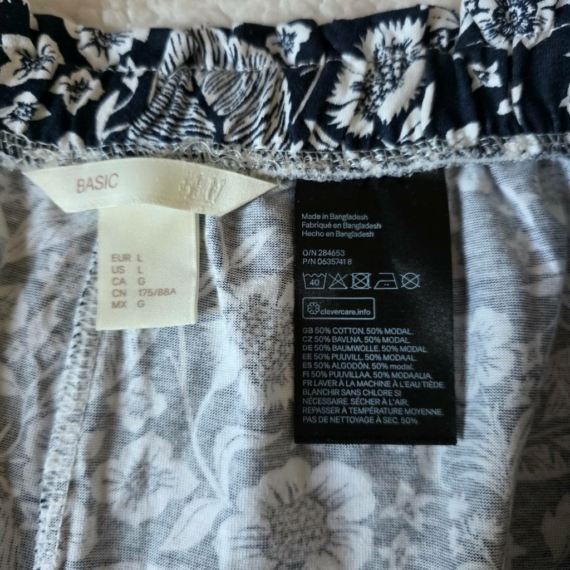 BASIC
H&M
EUR L
US L
CA G
CN 175/88A
MX G
Made in Bangladesh
Fabriqué en Bangladesh
Hecho en Bangladesh
O/N 284653
P/N 0635741 8
40
clevercare.info
GB 50% COTTON. 50% MODAL.
CZ 50% BAVLNA. 50% MODAL.
DE 50% BAUMWOLLE. 50% MODAL.
EE 50% PUUVILL. 50% MODAAL.
ES 50% ALGODÓN. 50% modal.
FI 50% PUUVILLAA. 50% MODAALIA.
FR LAVER À LA MACHINE À L'EAU TIÈDE.
BLANCHIR SANS CHLORE SI
NÉCESSAIRE. SÉCHER À L'AIR.
REPASSER À TEMPÉRATURE MOYENNE.
PAS DE NETTOYAGE À SEC. 50%